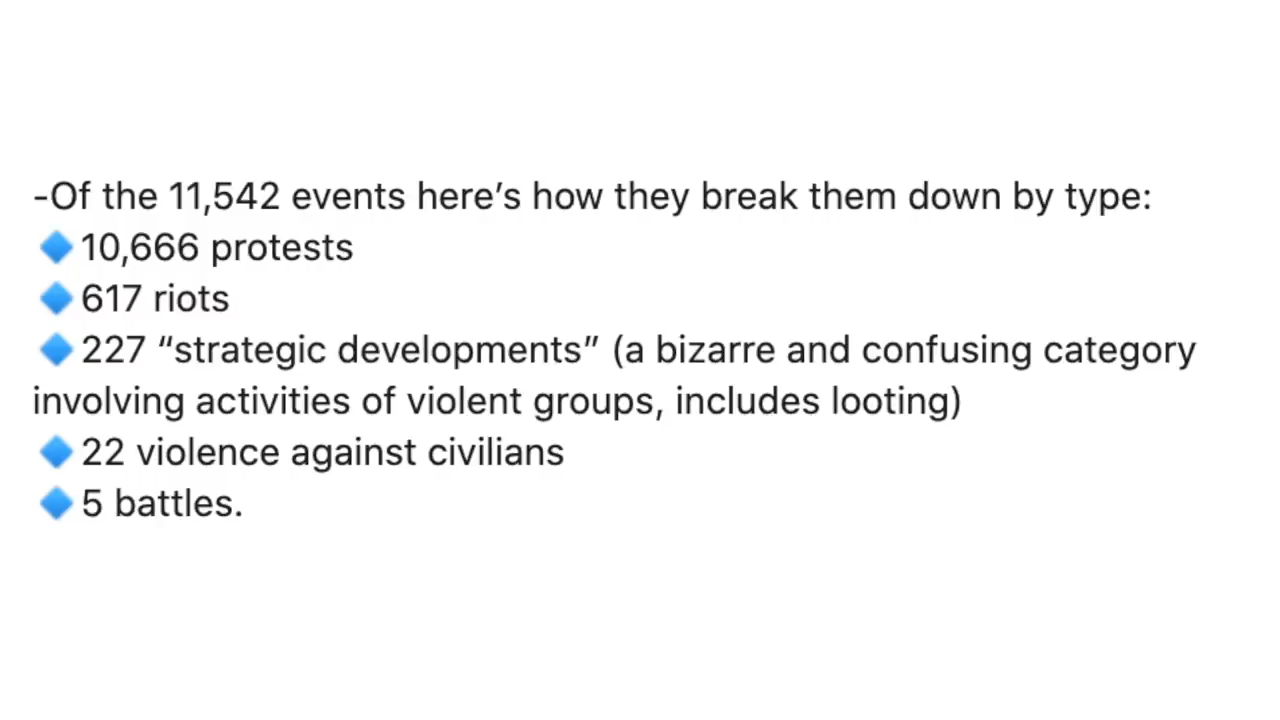 -Of the 11,542 events here’s how they break them down by type:
🔷10,666 protests
🔷617 riots
🔷227 “strategic developments” (a bizarre and confusing category
involving activities of violent groups, includes looting)
🔷22 violence against civilians
🔷5 battles.